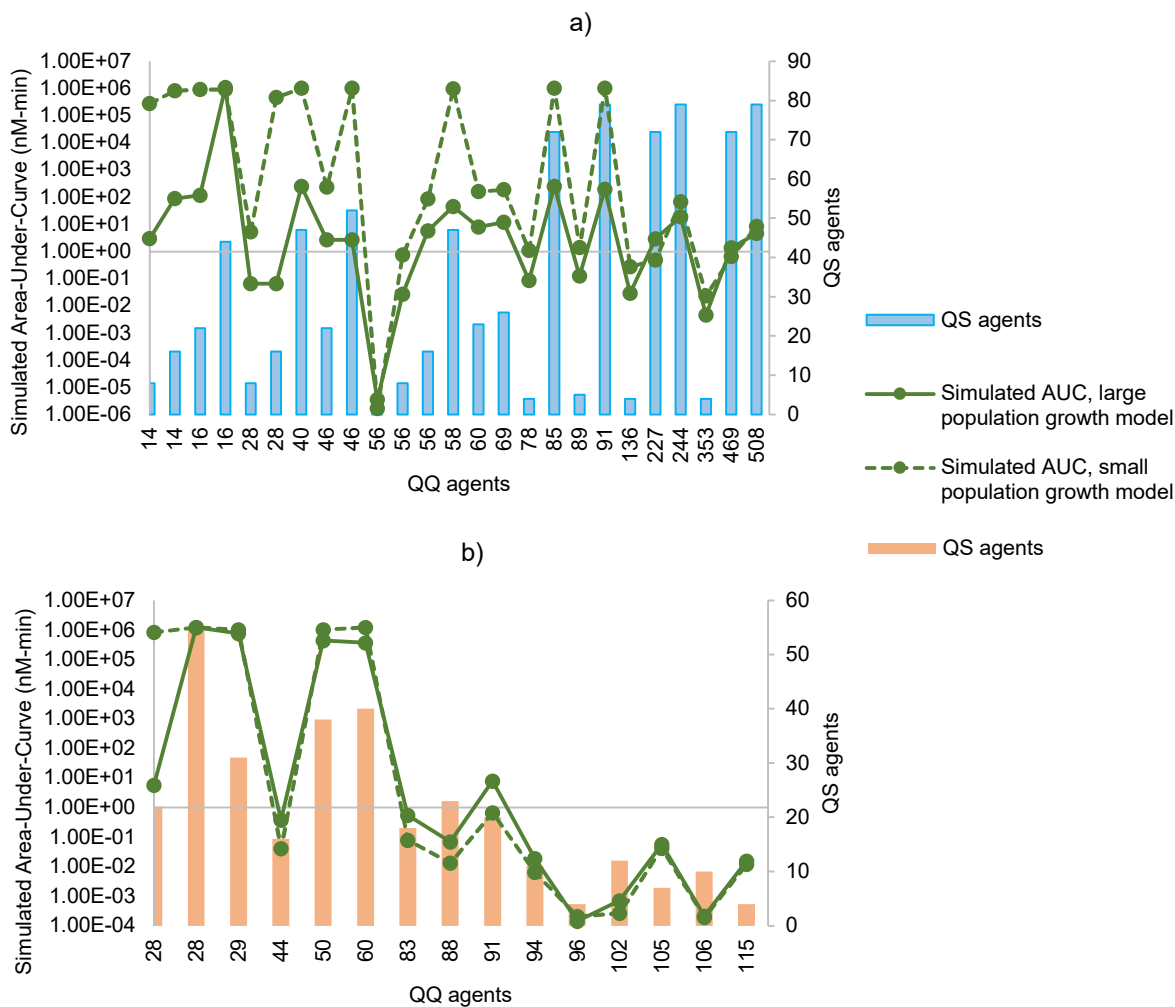 a)
Simulated Area-Under-Curve (nM-min)
1.00E+07
1.00E+06
1.00E+05
1.00E+04
1.00E+03
1.00E+02
1.00E+01
1.00E+00
1.00E-01
1.00E-02
1.00E-03
1.00E-04
1.00E-05
1.00E-06
90
80
70
60
50
40
30
20
10
0
QS agents
14 14 16 16 28 28 40 46 46 56 56 56 58 60 69 78 85 89 91 136 227 244 353 469 508
QQ agents
QS agents
Simulated AUC, large
population growth model
Simulated AUC, small
population growth model
QS agents
b)
Simulated Area-Under-Curve (nM-min)
1.00E+07
1.00E+06
1.00E+05
1.00E+04
1.00E+03
1.00E+02
1.00E+01
1.00E+00
1.00E-01
1.00E-02
1.00E-03
1.00E-04
60
50
40
30
20
10
0
QS agents
28 28 29 44 50 60 83 88 91 94 96 102 105 106 115
QQ agents